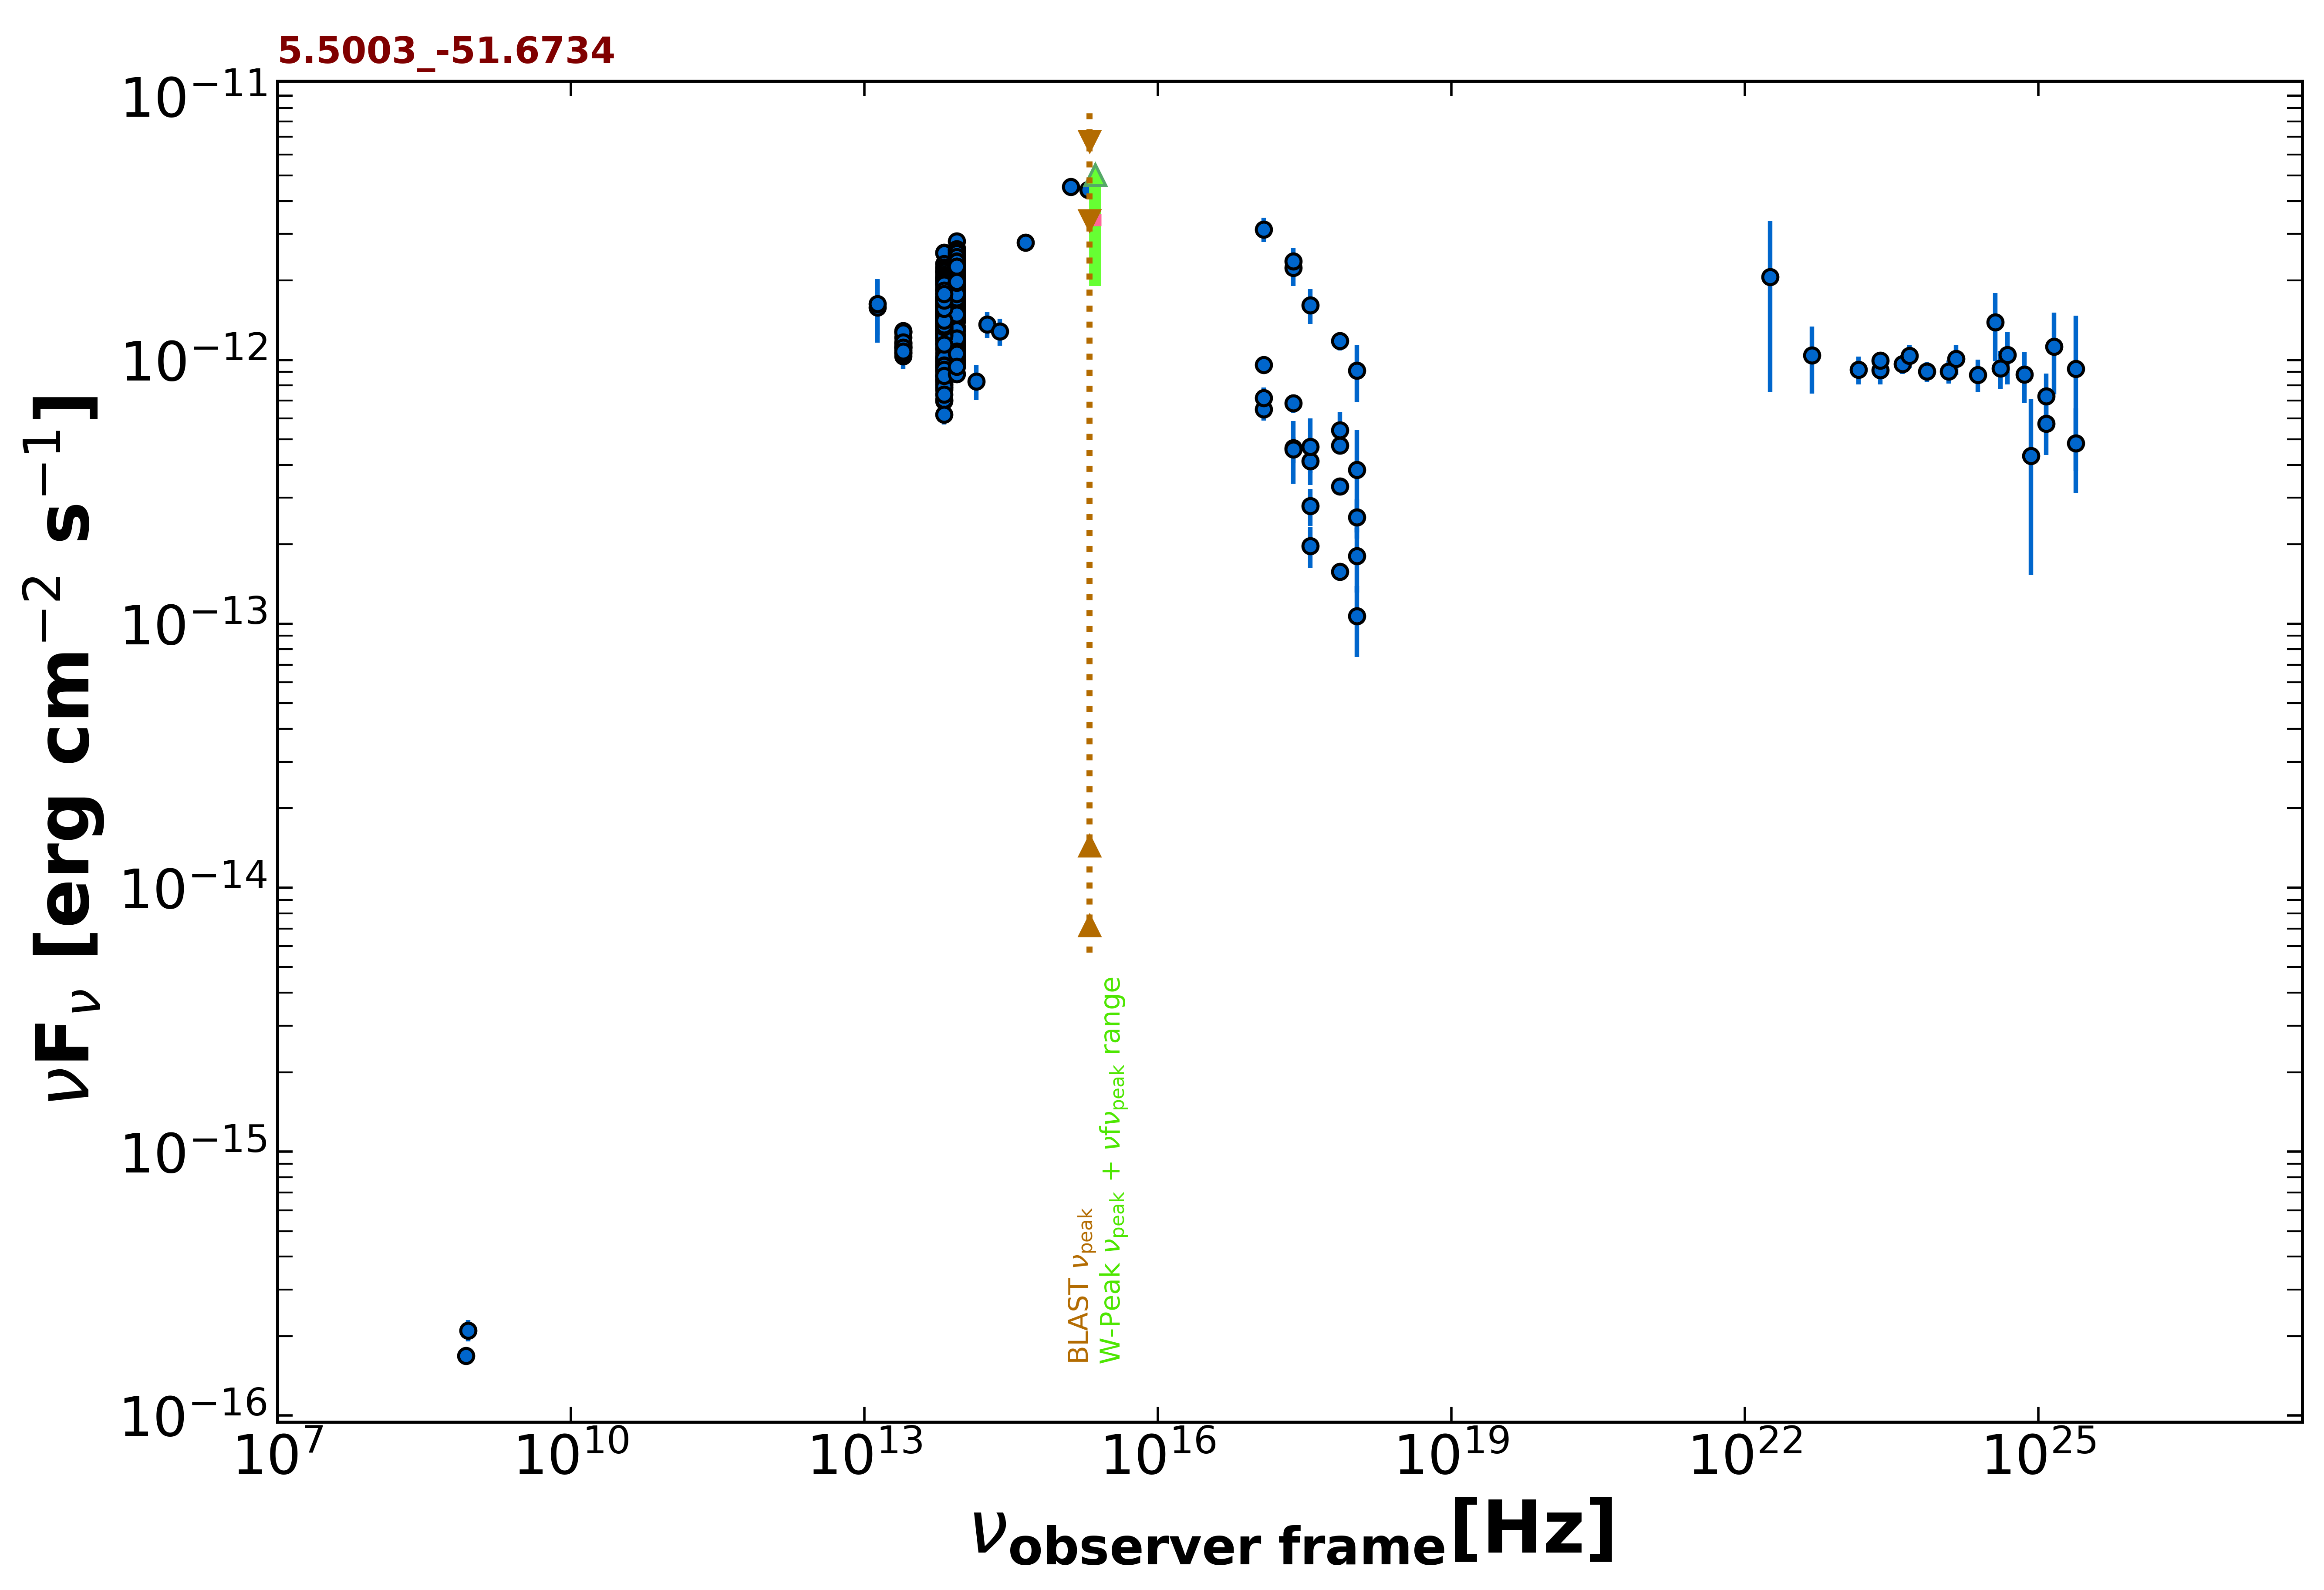 5.5003_-51.6734
10⁻¹¹
10⁻¹²
10⁻¹³
10⁻¹⁴
10⁻¹⁵
10⁻¹⁶
νFν [erg cm⁻² s⁻¹]
BLAST νpeak
W-Peak νpeak + νfνpeak range
10⁷ 10¹⁰ 10¹³ 10¹⁶ 10¹⁹ 10²² 10²⁵
νobserver frame[Hz]